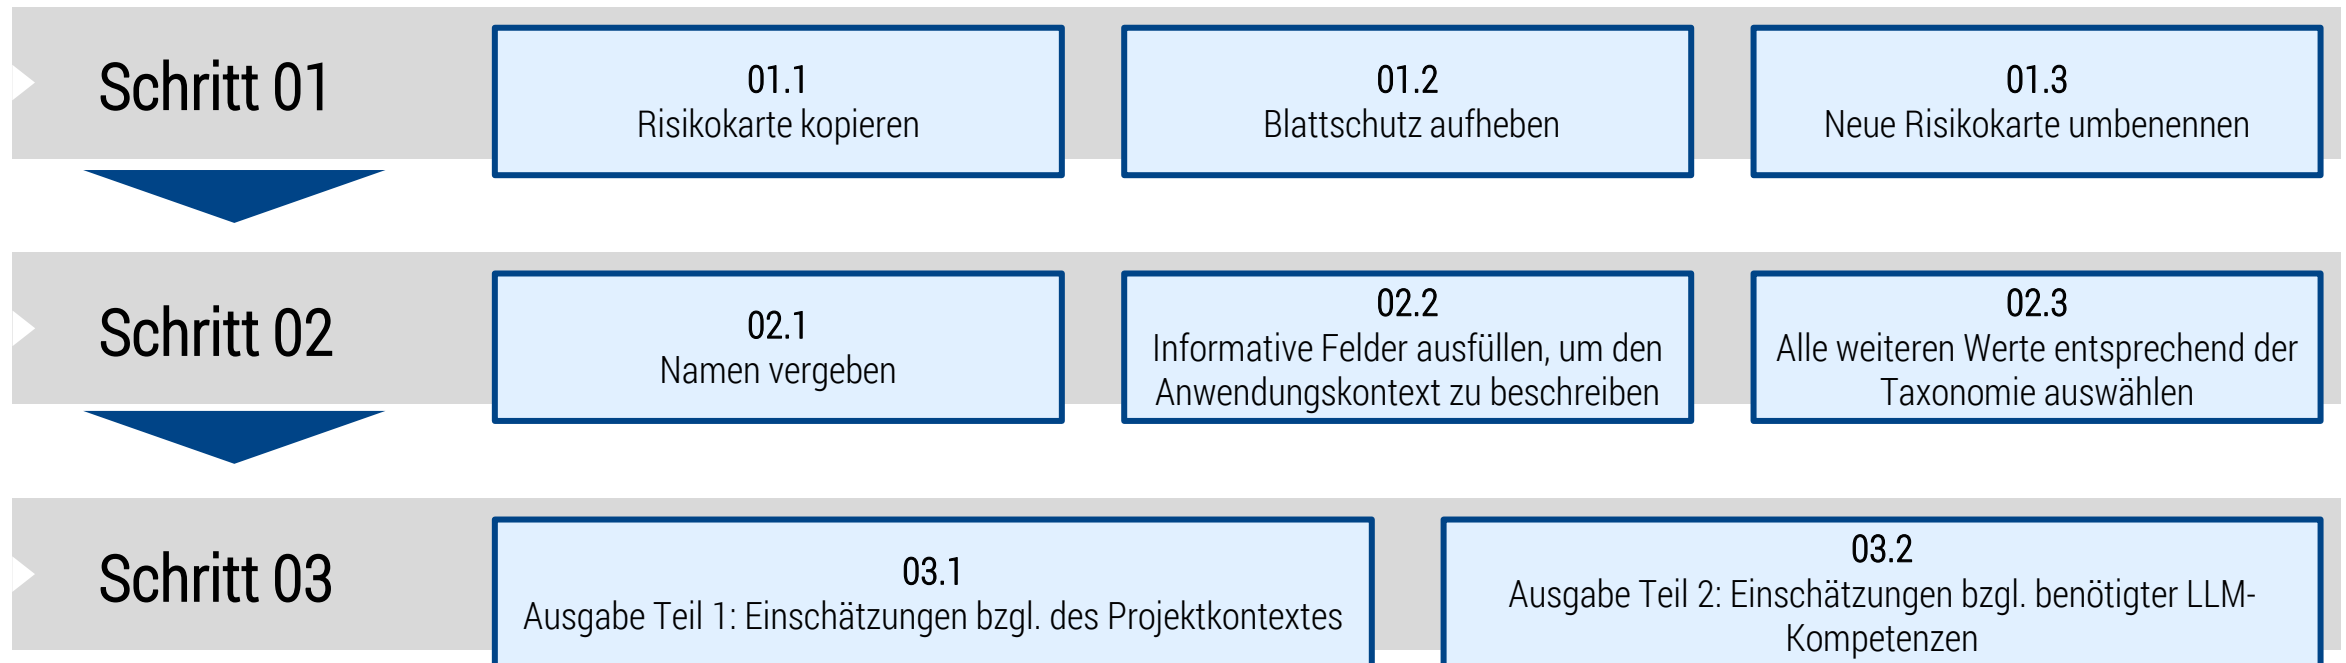 Schritt 01
01.1
Risikokarte kopieren
01.2
Blattschutz aufheben
01.3
Neue Risikokarte umbenennen
Schritt 02
02.1
Namen vergeben
02.2
Informative Felder ausfüllen, um den
Anwendungskontext zu beschreiben
02.3
Alle weiteren Werte entsprechend der
Taxonomie auswählen
Schritt 03
03.1
Ausgabe Teil 1: Einschätzungen bzgl. des Projektkontextes
03.2
Ausgabe Teil 2: Einschätzungen bzgl. benötigter LLM-
Kompetenzen